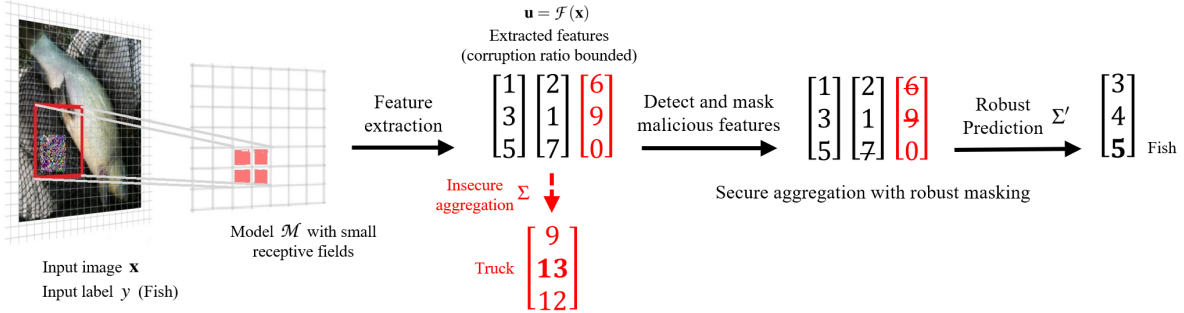 u = ℱ(x)
Extracted features
(corruption ratio bounded)
Feature
extraction
[1 3 5] [2 1 7] [6 9 0]
Detect and mask
malicious features
[1 3 5] [2 1 7] [6 9 0]
Robust
Prediction Σ′
[3 4 5]
Fish
Insecure
aggregation Σ
Secure aggregation with robust masking
Model ℳ with small
receptive fields
Truck
[9 13 12]
Input image x
Input label y (Fish)